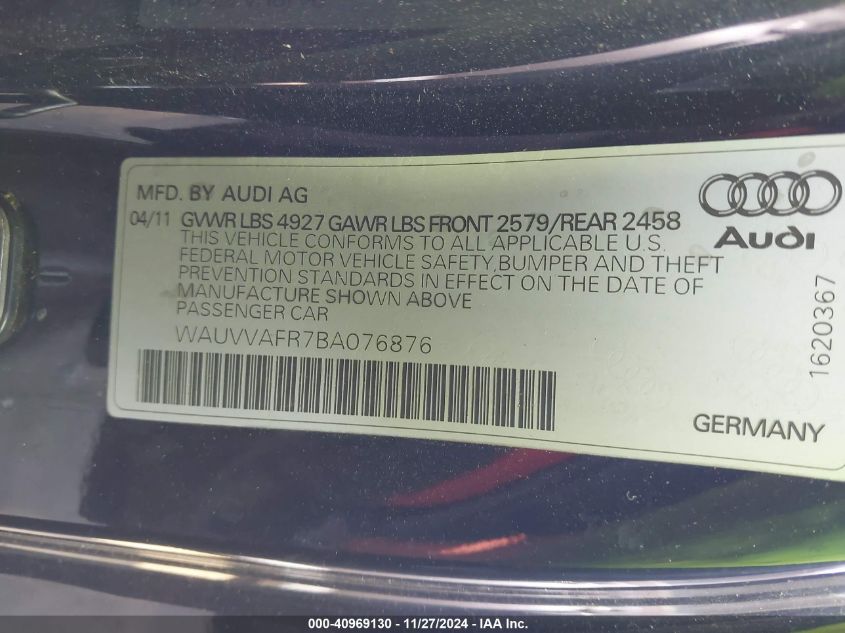 MFD. BY AUDI AG
04/11 GVWR LBS 4927 GAWR LBS FRONT 2579/REAR 2458
THIS VEHICLE CONFORMS TO ALL APPLICABLE U.S.
FEDERAL MOTOR VEHICLE SAFETY,BUMPER AND THEFT
PREVENTION STANDARDS IN EFFECT ON THE DATE OF
MANUFACTURE SHOWN ABOVE
PASSENGER CAR
WAUVVAFR7BA076876
Audi
1620367
GERMANY
000-40969130 - 11/27/2024 - IAA Inc.